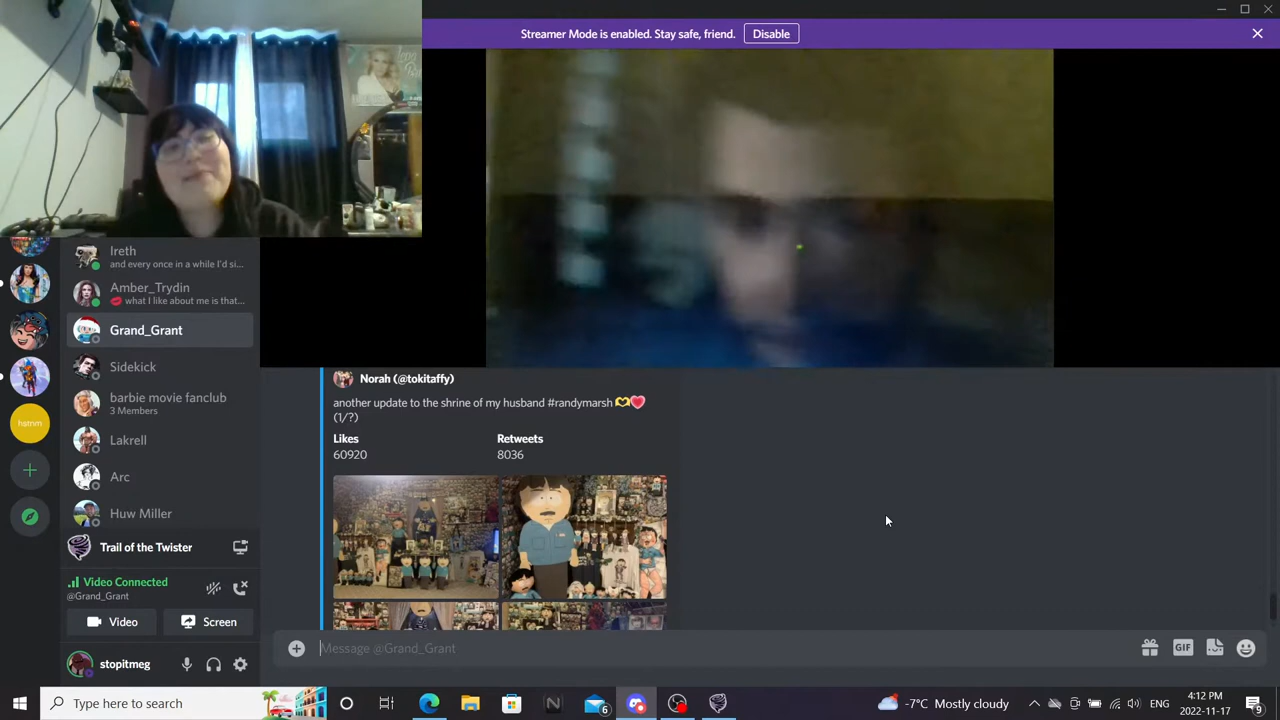 Streamer Mode is enabled. Stay safe, friend.
Disable
Ireth
and every once in a while I'd si...
Amber_Trydin
💋 what I like about me is that...
Grand_Grant
Sidekick
barbie movie fanclub
3 Members
Lakrell
Arc
Huw Miller
hstmm
Trail of the Twister
Video Connected
@Grand_Grant
Video
Screen
stopitmeg
Norah (@tokitaffy)
another update to the shrine of my husband #randymarsh 🫶💗
(1/?)
Likes
Retweets
60920
8036
Message @Grand_Grant
GIF
Type here to search
6
-7°C Mostly cloudy
ENG
4:12 PM
2022-11-17
9